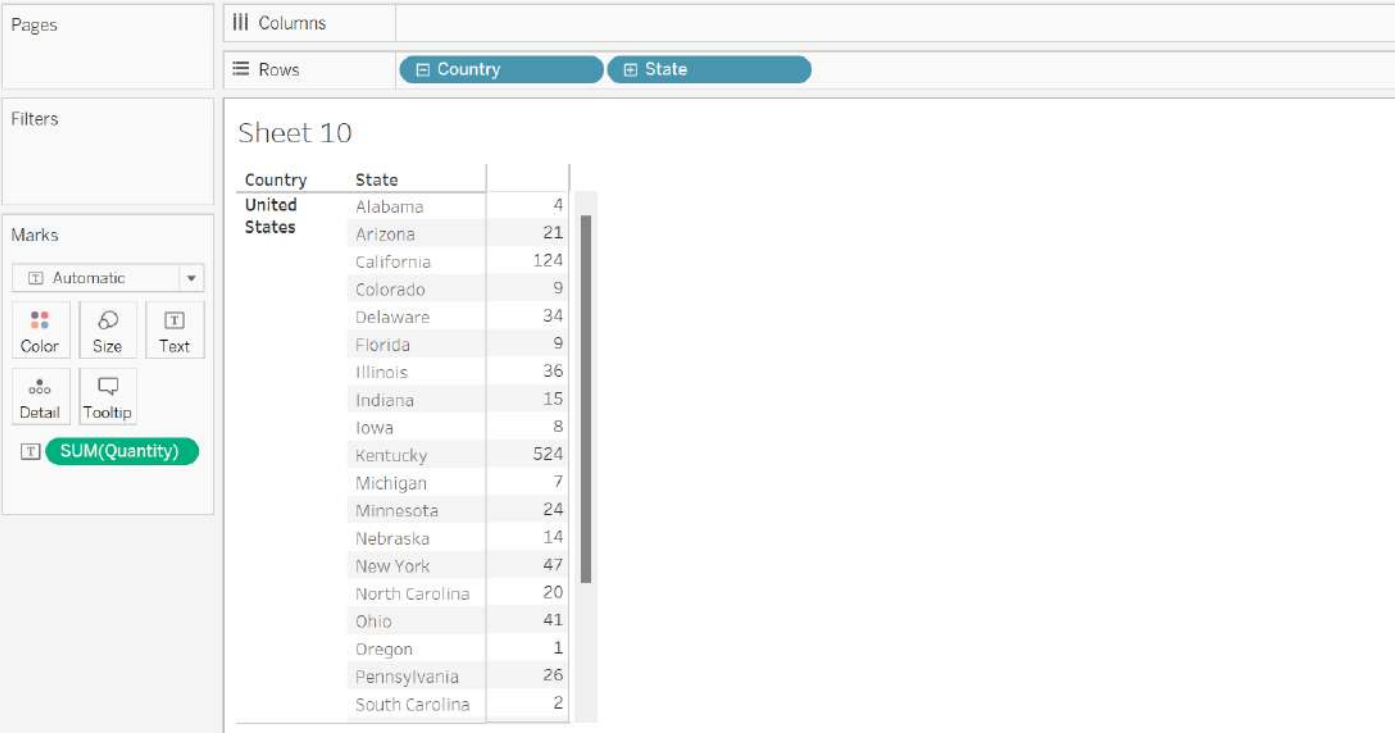 Pages
Columns
Rows
Country
State
Filters
Sheet 10
Country State
United States
Alabama 4
Arizona 21
California 124
Colorado 9
Delaware 34
Florida 9
Illinois 36
Indiana 15
Iowa 8
Kentucky 524
Michigan 7
Minnesota 24
Nebraska 14
New York 47
North Carolina 20
Ohio 41
Oregon 1
Pennsylvania 26
South Carolina 2
Marks
T Automatic
Color Size Text
Detail Tooltip
T SUM(Quantity)